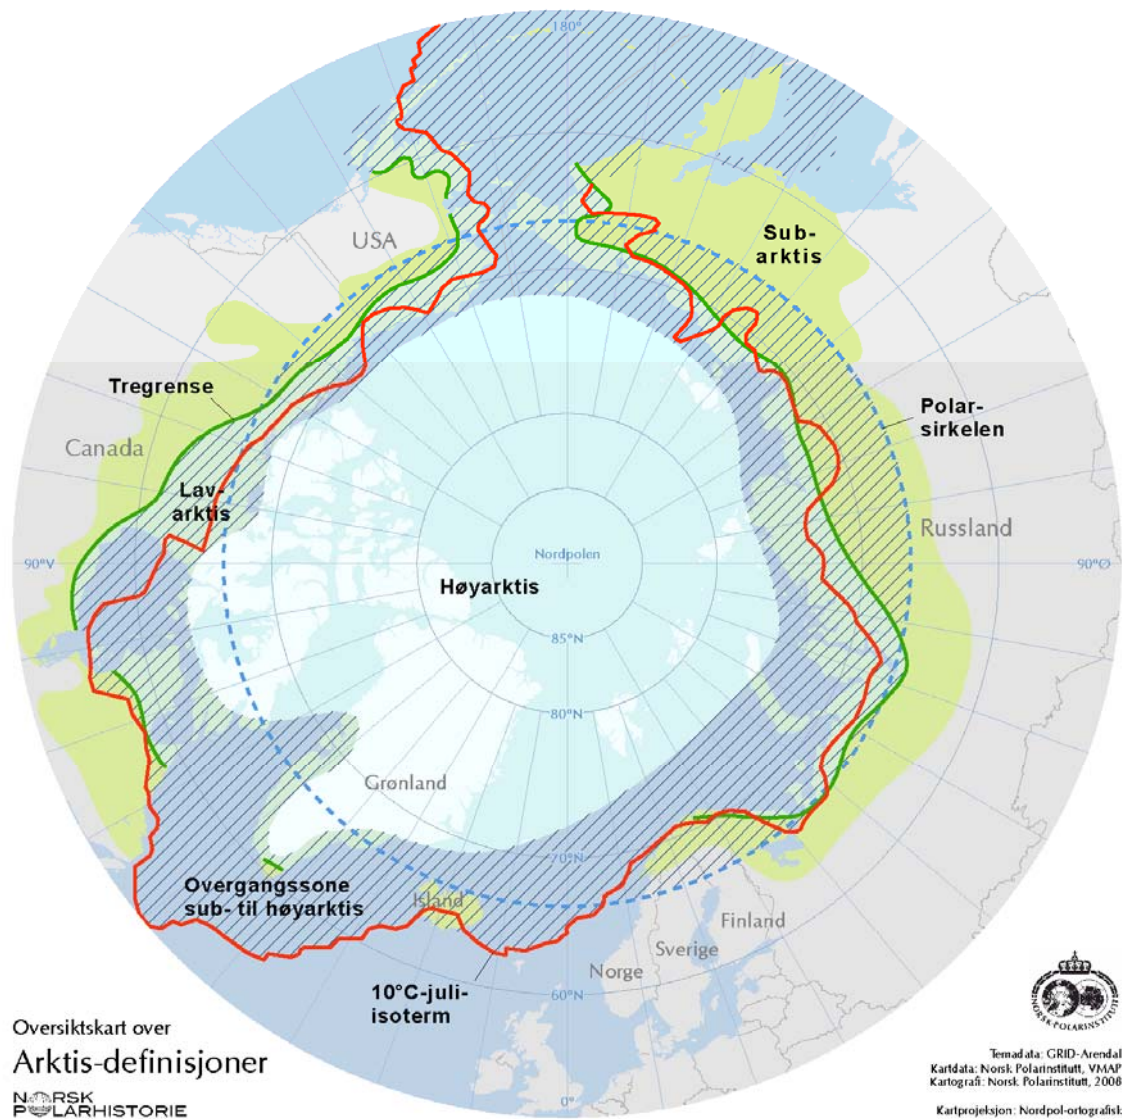 180°
USA
Sub-
arktis
Tregrense
Canada
Polar-
sirkelen
Lav-
arktis
Russland
90°V
Nordpolen
90°Ø
Høyarktis
85°N
80°N
Grønland
70°N
Overgangssone
sub- til høyarktis
Island
Finland
Sverige
Norge
10°C-juli-
isoterm
60°N
0°
Oversiktskart over
Arktis-definisjoner
NORSK
POLARHISTORIE
NORSK POLARINSTITUTT
Temadata: GRID-Arendal
Kartdata: Norsk Polarinstitutt, VMAP
Kartografi: Norsk Polarinstitutt, 2008
Kartprojeksjon: Nordpol-ortografisk